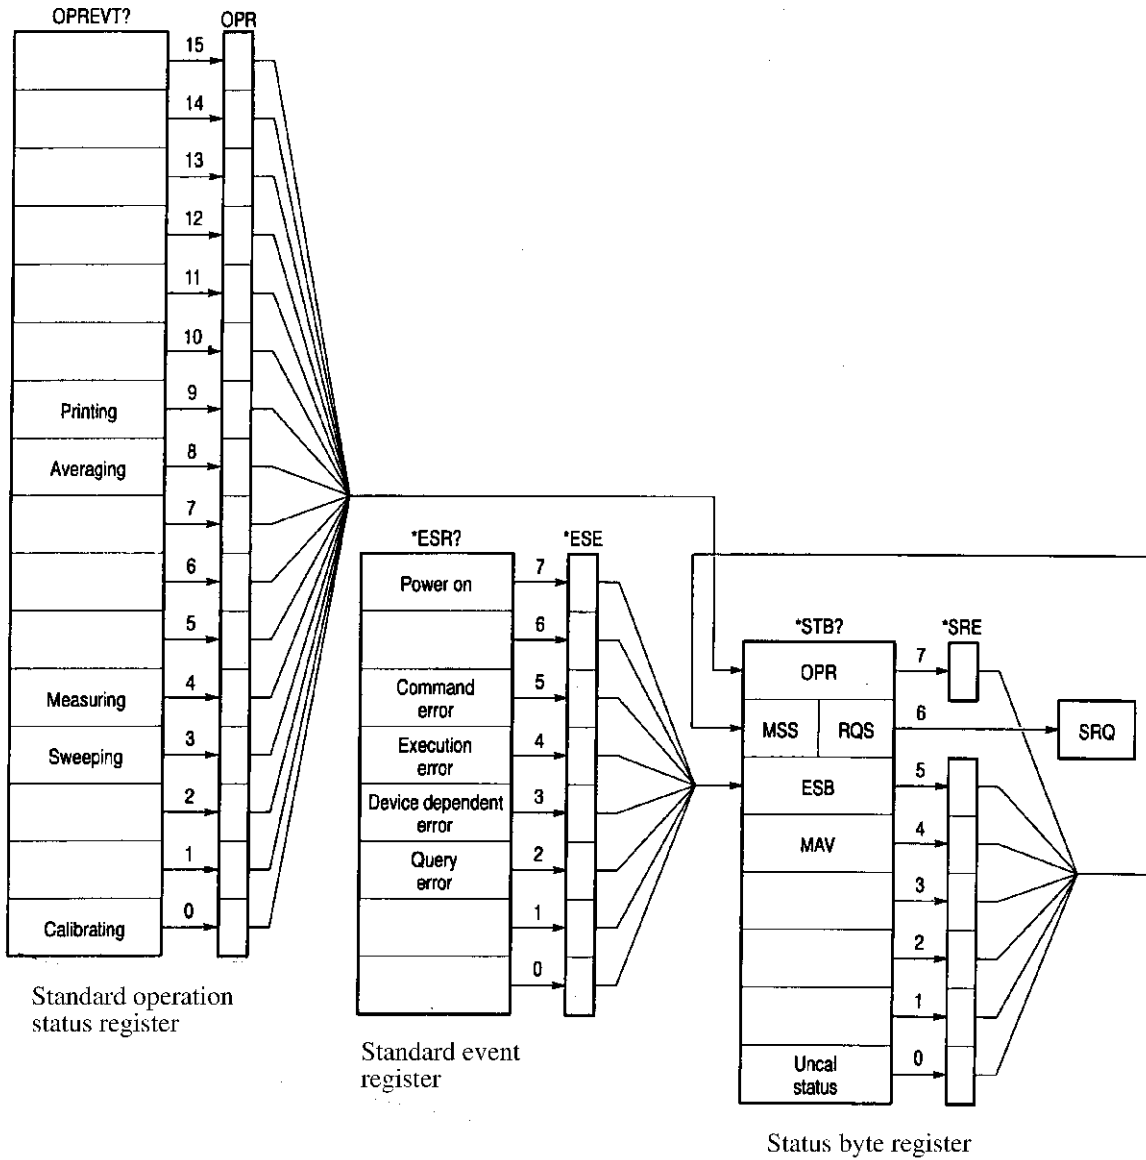 OPREVT?
OPR
15
14
13
12
11
10
Printing
9
Averaging
8
7
6
5
Measuring
4
Sweeping
3
2
1
Calibrating
0
Standard operation
status register
*ESR?
*ESE
Power on
7
6
Command
error
5
Execution
error
4
Device dependent
error
3
Query
error
2
1
0
Standard event
register
*STB?
*SRE
OPR
7
MSS
RQS
6
SRQ
ESB
5
MAV
4
3
2
1
Uncal
status
0
Status byte register